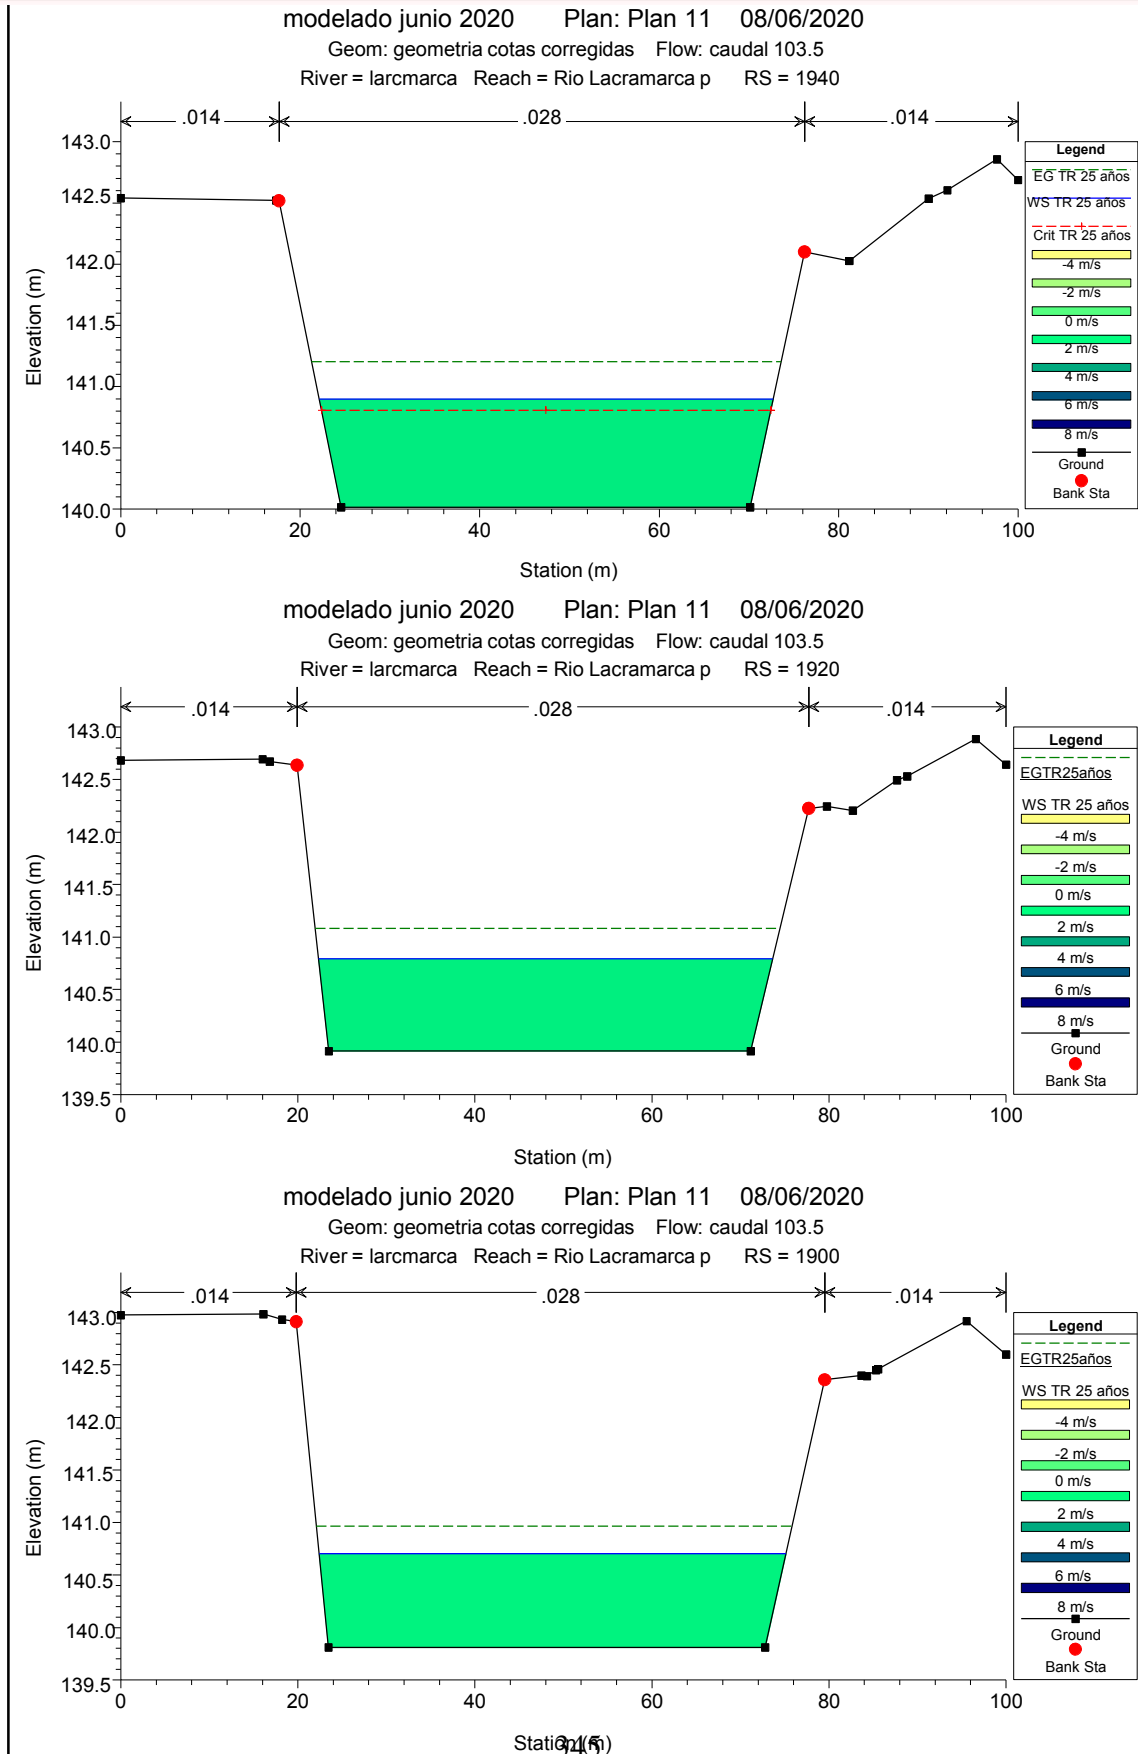 modelado junio 2020 Plan: Plan 11 08/06/2020
Geom: geometria cotas corregidas Flow: caudal 103.5
River = larcmarca Reach = Rio Lacramarca p RS = 1940
.014 .028 .014
143.0
142.5
142.0
141.5
141.0
140.5
140.0
Elevation (m)
0 20 40 60 80 100
Station (m)
Legend
EG TR 25 años
WS TR 25 años
Crit TR 25 años
-4 m/s
-2 m/s
0 m/s
2 m/s
4 m/s
6 m/s
8 m/s
Ground
Bank Sta
modelado junio 2020 Plan: Plan 11 08/06/2020
Geom: geometria cotas corregidas Flow: caudal 103.5
River = larcmarca Reach = Rio Lacramarca p RS = 1920
.014 .028 .014
143.0
142.5
142.0
141.5
141.0
140.5
140.0
139.5
Elevation (m)
0 20 40 60 80 100
Station (m)
Legend
EGTR25años
WS TR 25 años
-4 m/s
-2 m/s
0 m/s
2 m/s
4 m/s
6 m/s
8 m/s
Ground
Bank Sta
modelado junio 2020 Plan: Plan 11 08/06/2020
Geom: geometria cotas corregidas Flow: caudal 103.5
River = larcmarca Reach = Rio Lacramarca p RS = 1900
.014 .028 .014
143.0
142.5
142.0
141.5
141.0
140.5
140.0
139.5
Elevation (m)
0 20 40 60 80 100
Station (m)
345
Legend
EGTR25años
WS TR 25 años
-4 m/s
-2 m/s
0 m/s
2 m/s
4 m/s
6 m/s
8 m/s
Ground
Bank Sta